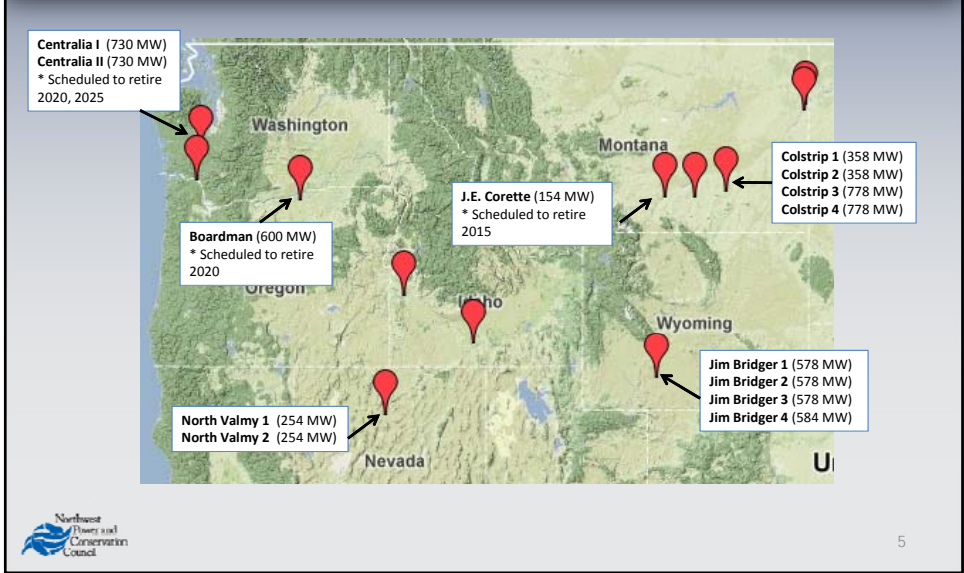 Centralia I (730 MW)
Centralia II (730 MW)
* Scheduled to retire
2020, 2025
Washington
Montana
Colstrip 1 (358 MW)
Colstrip 2 (358 MW)
Colstrip 3 (778 MW)
Colstrip 4 (778 MW)
J.E. Corette (154 MW)
* Scheduled to retire
2015
Boardman (600 MW)
* Scheduled to retire
2020
Oregon
Idaho
Wyoming
Jim Bridger 1 (578 MW)
Jim Bridger 2 (578 MW)
Jim Bridger 3 (578 MW)
Jim Bridger 4 (584 MW)
North Valmy 1 (254 MW)
North Valmy 2 (254 MW)
Nevada
U
Northwest
Power and
Conservation
Council
5